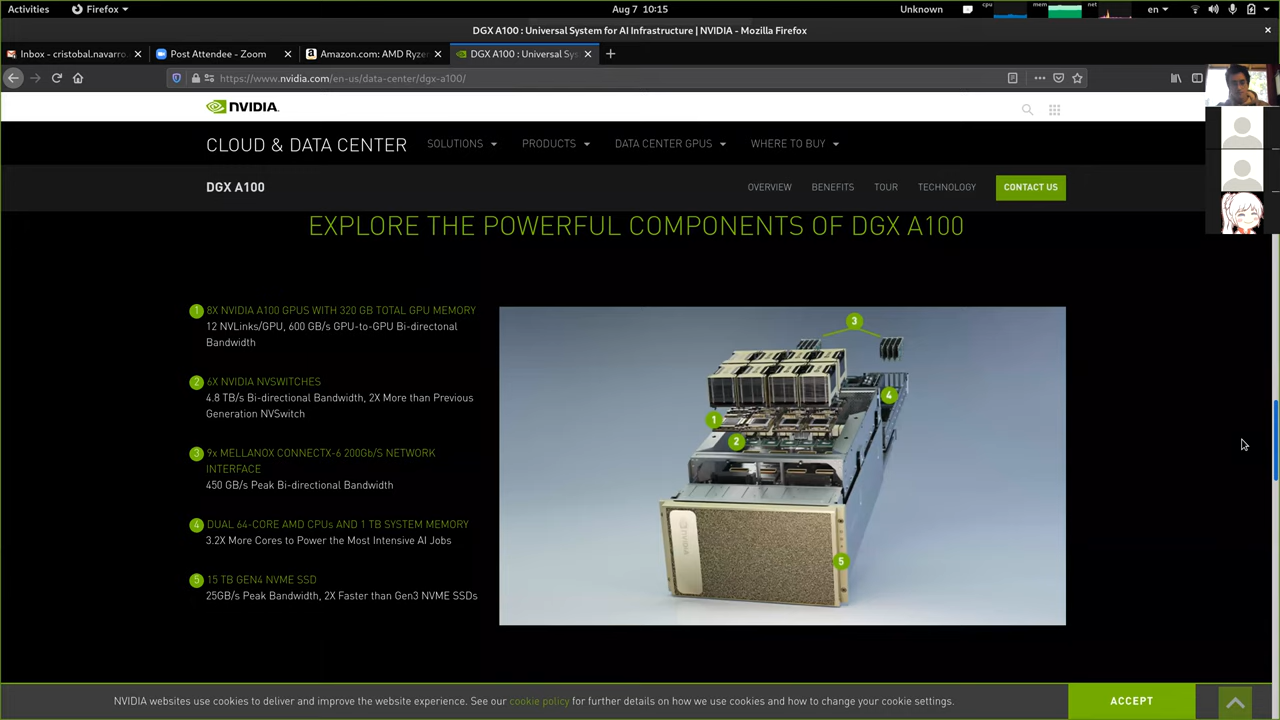 Activities
Firefox
Aug 7 10:15
Unknown
cpu
mem
net
en
DGX A100 : Universal System for AI Infrastructure | NVIDIA - Mozilla Firefox
Inbox - cristobal.navarro
Post Attendee - Zoom
Amazon.com: AMD Ryzer
DGX A100 : Universal Sys
https://www.nvidia.com/en-us/data-center/dgx-a100/
NVIDIA.
CLOUD & DATA CENTER
SOLUTIONS
PRODUCTS
DATA CENTER GPUS
WHERE TO BUY
DGX A100
OVERVIEW
BENEFITS
TOUR
TECHNOLOGY
CONTACT US
EXPLORE THE POWERFUL COMPONENTS OF DGX A100
1 8X NVIDIA A100 GPUS WITH 320 GB TOTAL GPU MEMORY
12 NVLinks/GPU, 600 GB/s GPU-to-GPU Bi-directonal
Bandwidth
2 6X NVIDIA NVSWITCHES
4.8 TB/s Bi-directional Bandwidth, 2X More than Previous
Generation NVSwitch
3 9x MELLANOX CONNECTX-6 200Gb/S NETWORK
INTERFACE
450 GB/s Peak Bi-directional Bandwidth
4 DUAL 64-CORE AMD CPUs AND 1 TB SYSTEM MEMORY
3.2X More Cores to Power the Most Intensive AI Jobs
5 15 TB GEN4 NVME SSD
25GB/s Peak Bandwidth, 2X Faster than Gen3 NVME SSDs
3
4
1
2
5
NVIDIA websites use cookies to deliver and improve the website experience. See our cookie policy for further details on how we use cookies and how to change your cookie settings.
ACCEPT